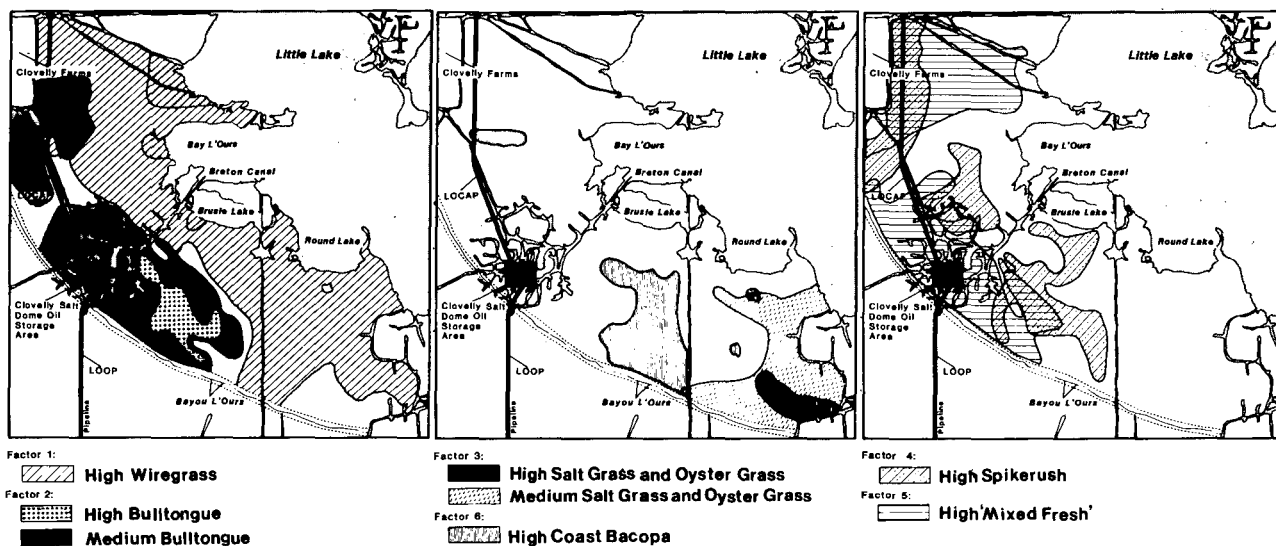 Little Lake
Clovelly Farms
Bay L'Ours
Breton Canal
LOCAP
Brusle Lake
Round Lake
Clovelly Salt
Dome Oil
Storage
Area
LOOP
Bayou L'Ours
Pipeline
Little Lake
Clovelly Farms
Bay L'Ours
Breton Canal
LOCAP
Brusle Lake
Round Lake
Clovelly Salt
Dome Oil
Storage
Area
LOOP
Bayou L'Ours
Pipeline
Little Lake
Clovelly Farms
Bay L'Ours
Breton Canal
LOCAP
Brusle Lake
Round Lake
Clovelly Salt
Dome Oil
Storage
Area
LOOP
Bayou L'Ours
Pipeline
Factor 1:
High Wiregrass
Factor 2:
High Bulltongue
Medium Bulltongue
Factor 3:
High Salt Grass and Oyster Grass
Medium Salt Grass and Oyster Grass
Factor 6:
High Coast Bacopa
Factor 4:
High Spikerush
Factor 5:
High 'Mixed Fresh'